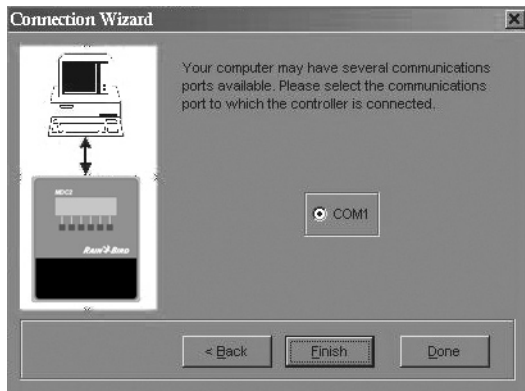 Connection Wizard
Your computer may have several communications
ports available. Please select the communications
port to which the controller is connected.
MDC2
RAIN BIRD
COM1
< Back
Finish
Done